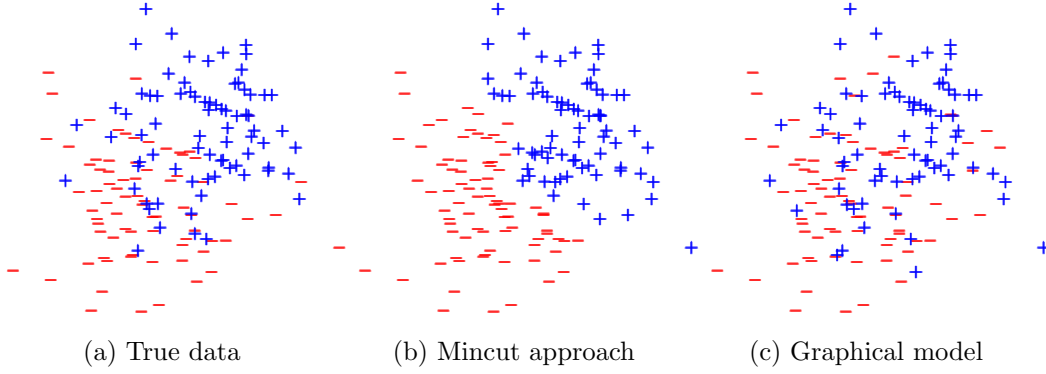 (a) True data
(b) Mincut approach
(c) Graphical model